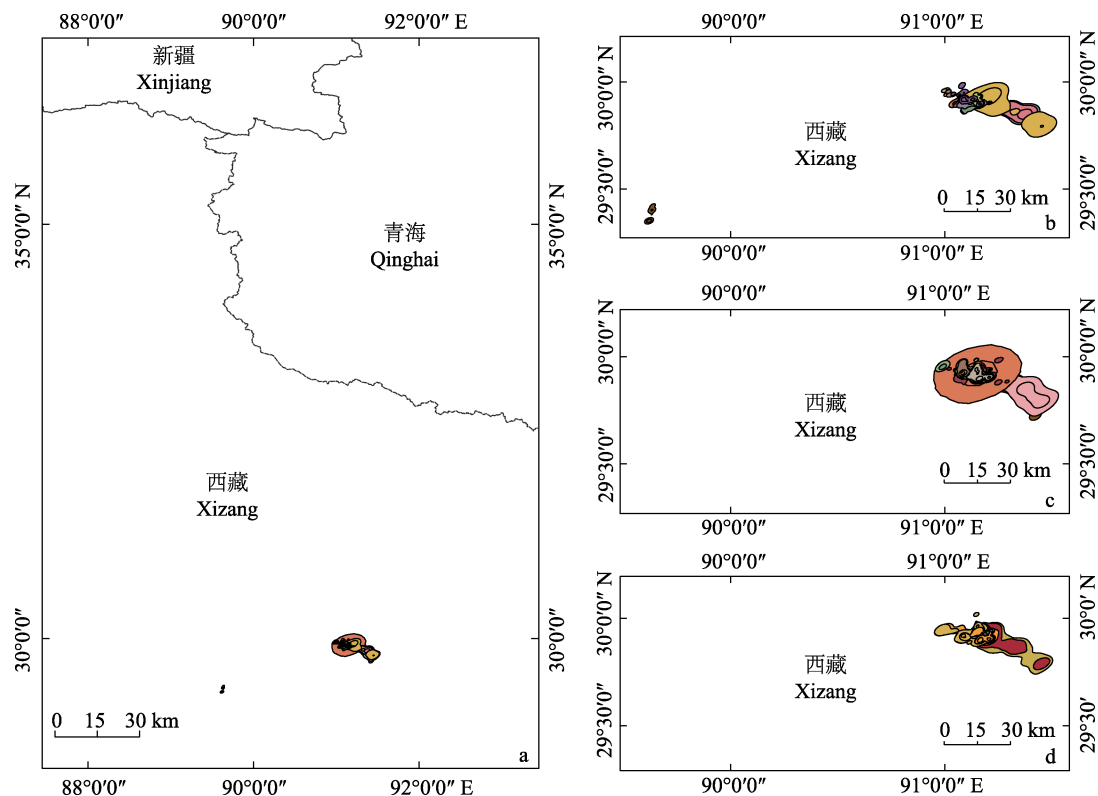 88°0′0″ 90°0′0″ 92°0′0″ E
新疆
Xinjiang
35°0′0″ N
35°0′0″ N
青海
Qinghai
西藏
Xizang
30°0′0″
30°0′0″
0 15 30 km
a
88°0′0″ 90°0′0″ 92°0′0″ E
90°0′0″ 91°0′0″ E
30°0′0″ N
30°0′0″ N
西藏
Xizang
29°30′0″
29°30′0″
0 15 30 km
b
90°0′0″ 91°0′0″ E
90°0′0″ 91°0′0″ E
30°0′0″ N
30°0′0″ N
西藏
Xizang
29°30′0″
29°30′0″
0 15 30 km
c
90°0′0″ 91°0′0″ E
90°0′0″ 91°0′0″ E
30°0′0″ N
30°0′ N
西藏
Xizang
29°30′0″
29°30′
0 15 30 km
d
90°0′0″ 91°0′0″ E